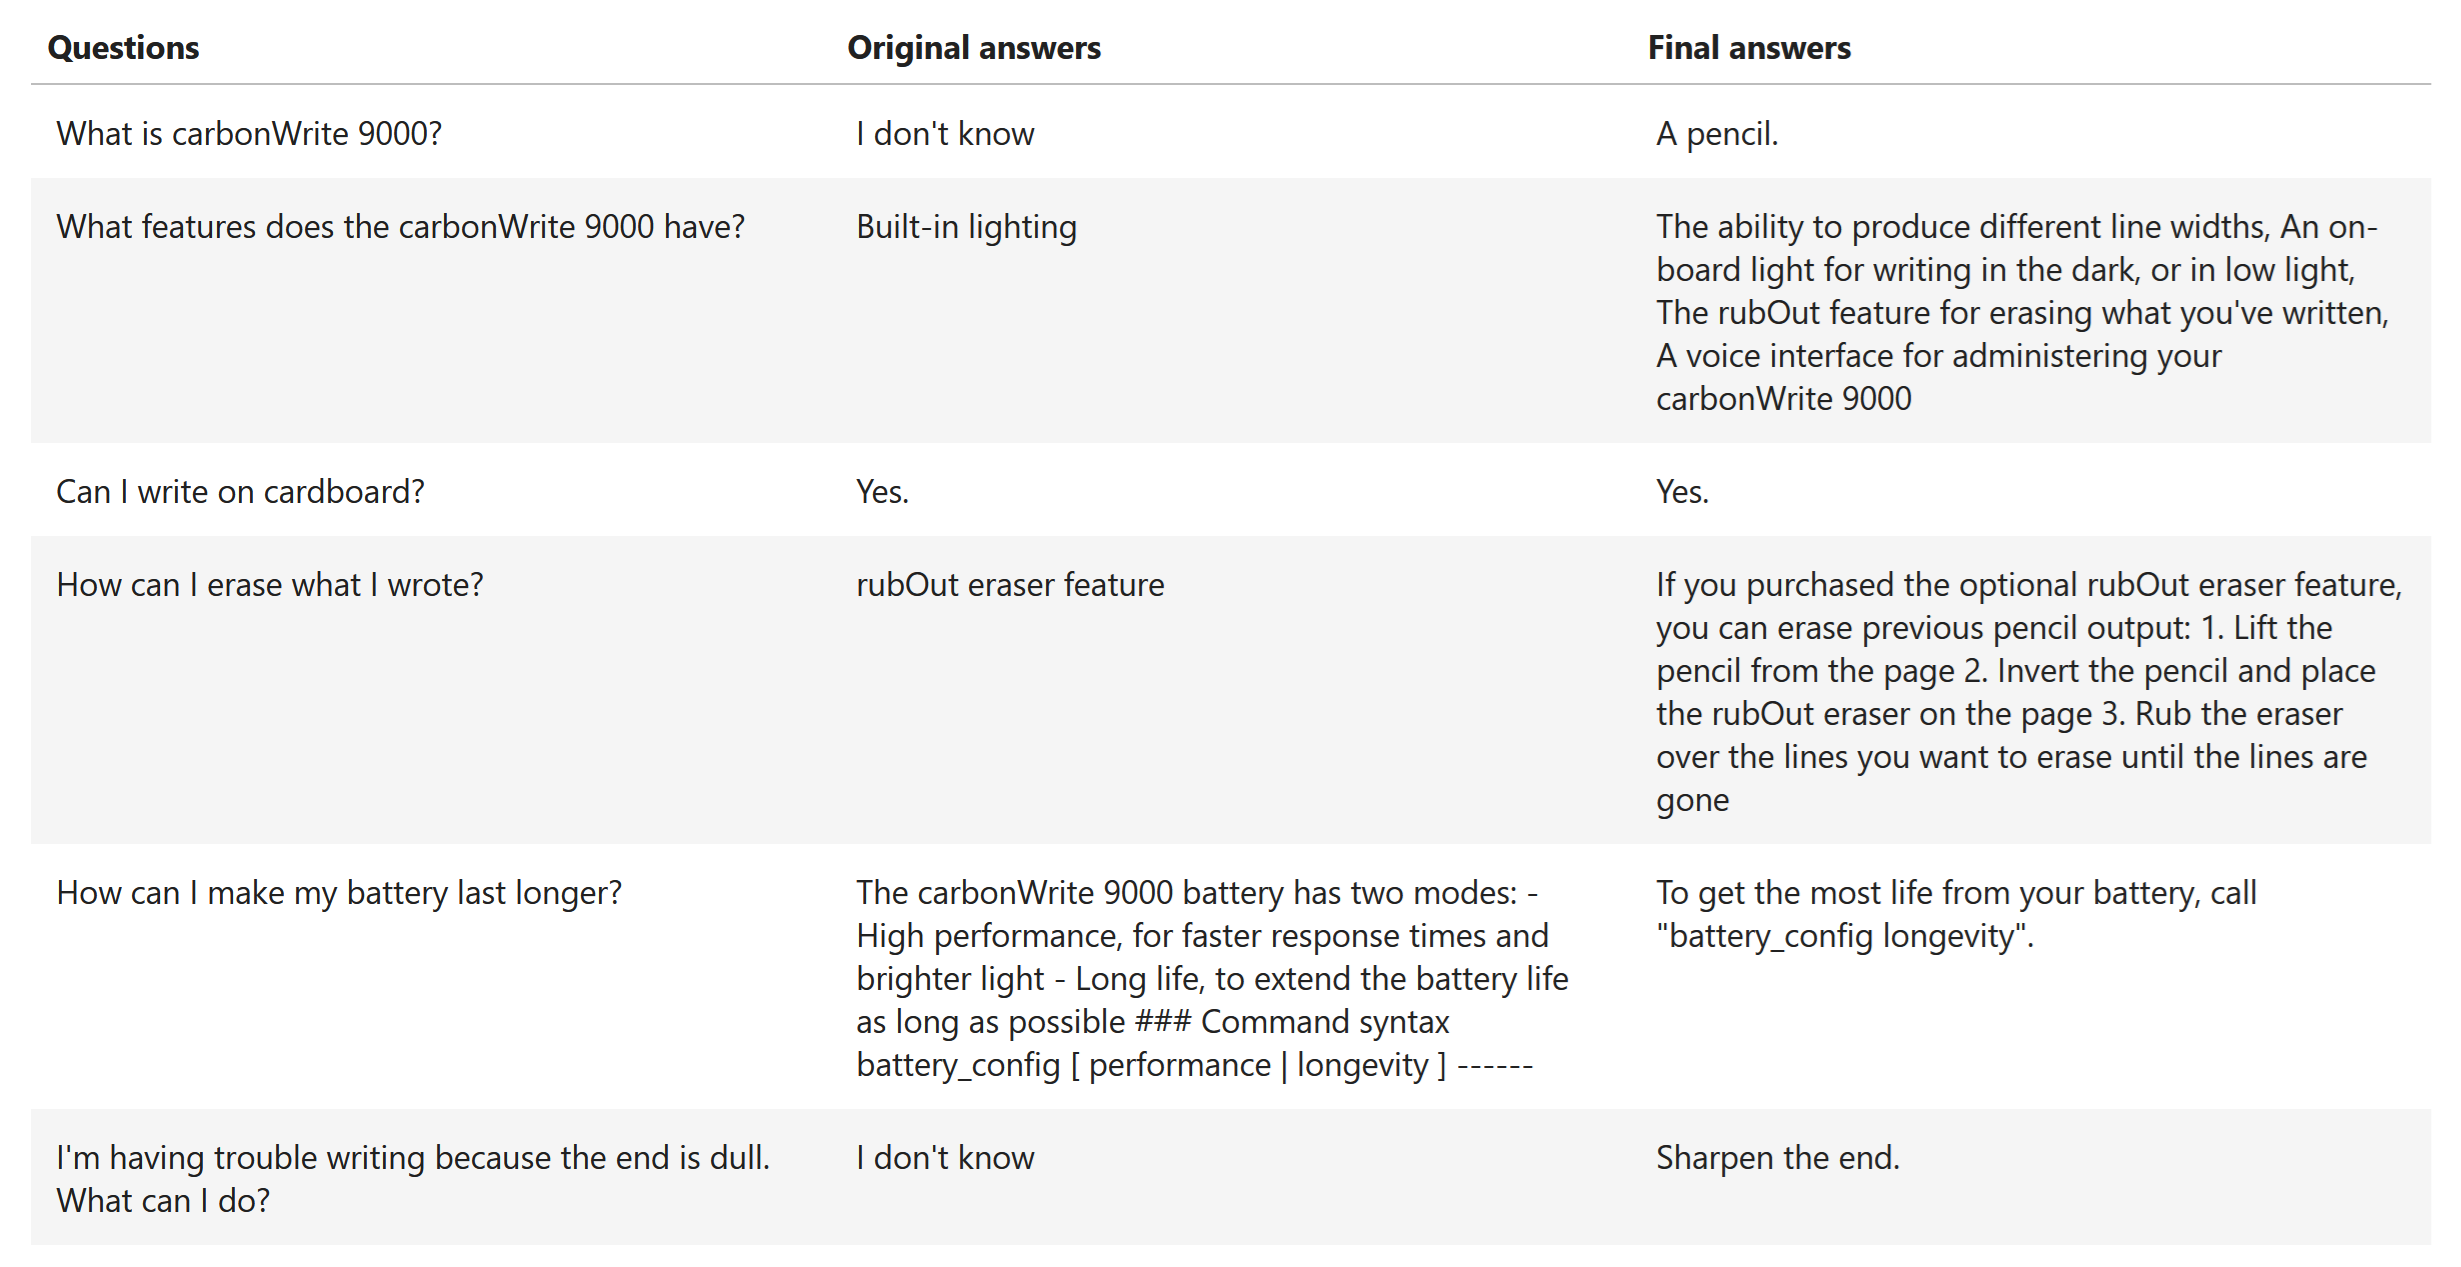 Questions Original answers Final answers
What is carbonWrite 9000? I don't know A pencil.
What features does the carbonWrite 9000 have? Built-in lighting The ability to produce different line widths, An on-
board light for writing in the dark, or in low light,
The rubOut feature for erasing what you've written,
A voice interface for administering your
carbonWrite 9000
Can I write on cardboard? Yes. Yes.
How can I erase what I wrote? rubOut eraser feature If you purchased the optional rubOut eraser feature,
you can erase previous pencil output: 1. Lift the
pencil from the page 2. Invert the pencil and place
the rubOut eraser on the page 3. Rub the eraser
over the lines you want to erase until the lines are
gone
How can I make my battery last longer? The carbonWrite 9000 battery has two modes: - To get the most life from your battery, call
High performance, for faster response times and "battery_config longevity".
brighter light - Long life, to extend the battery life
as long as possible ### Command syntax
battery_config [ performance | longevity ] ------
I'm having trouble writing because the end is dull. I don't know Sharpen the end.
What can I do?